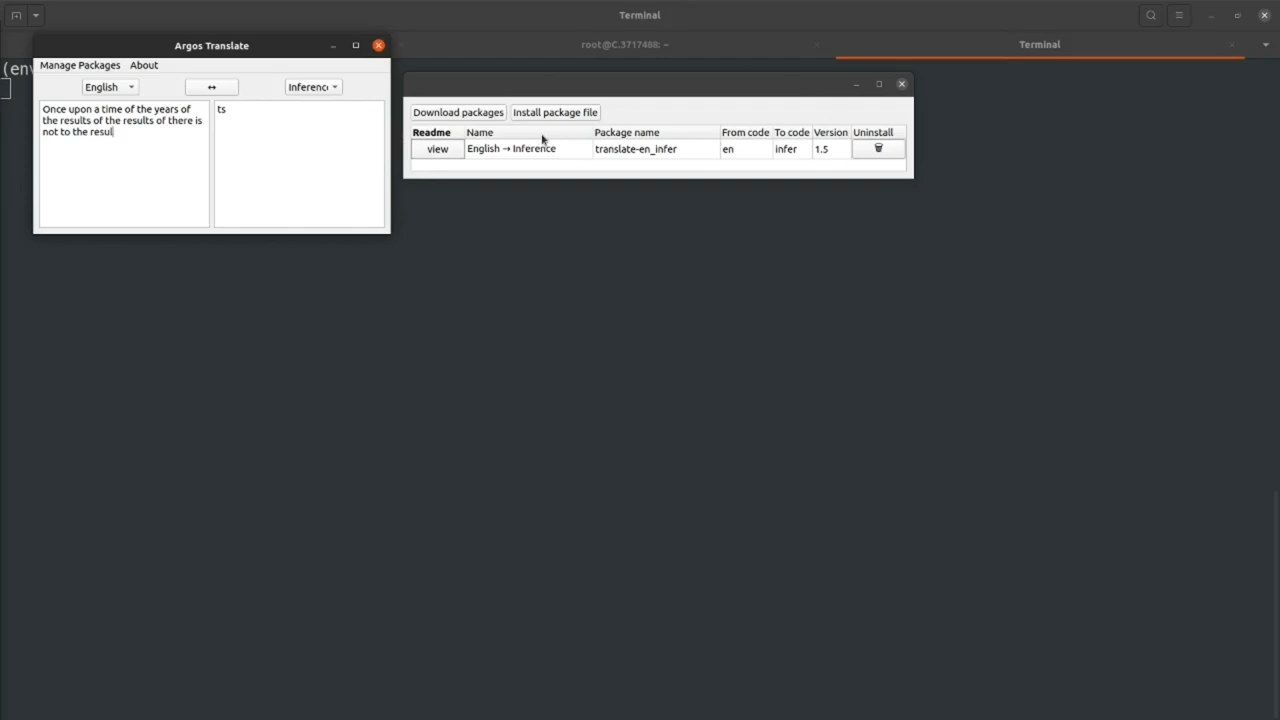 Terminal
root@C.3717488: ~
Terminal
(env
Argos Translate
Manage Packages About
English ↔ Inferenc
Once upon a time of the years of
the results of the results of there is
not to the resul
ts
Download packages Install package file
Readme Name Package name From code To code Version Uninstall
view English → Inference translate-en_infer en infer 1.5